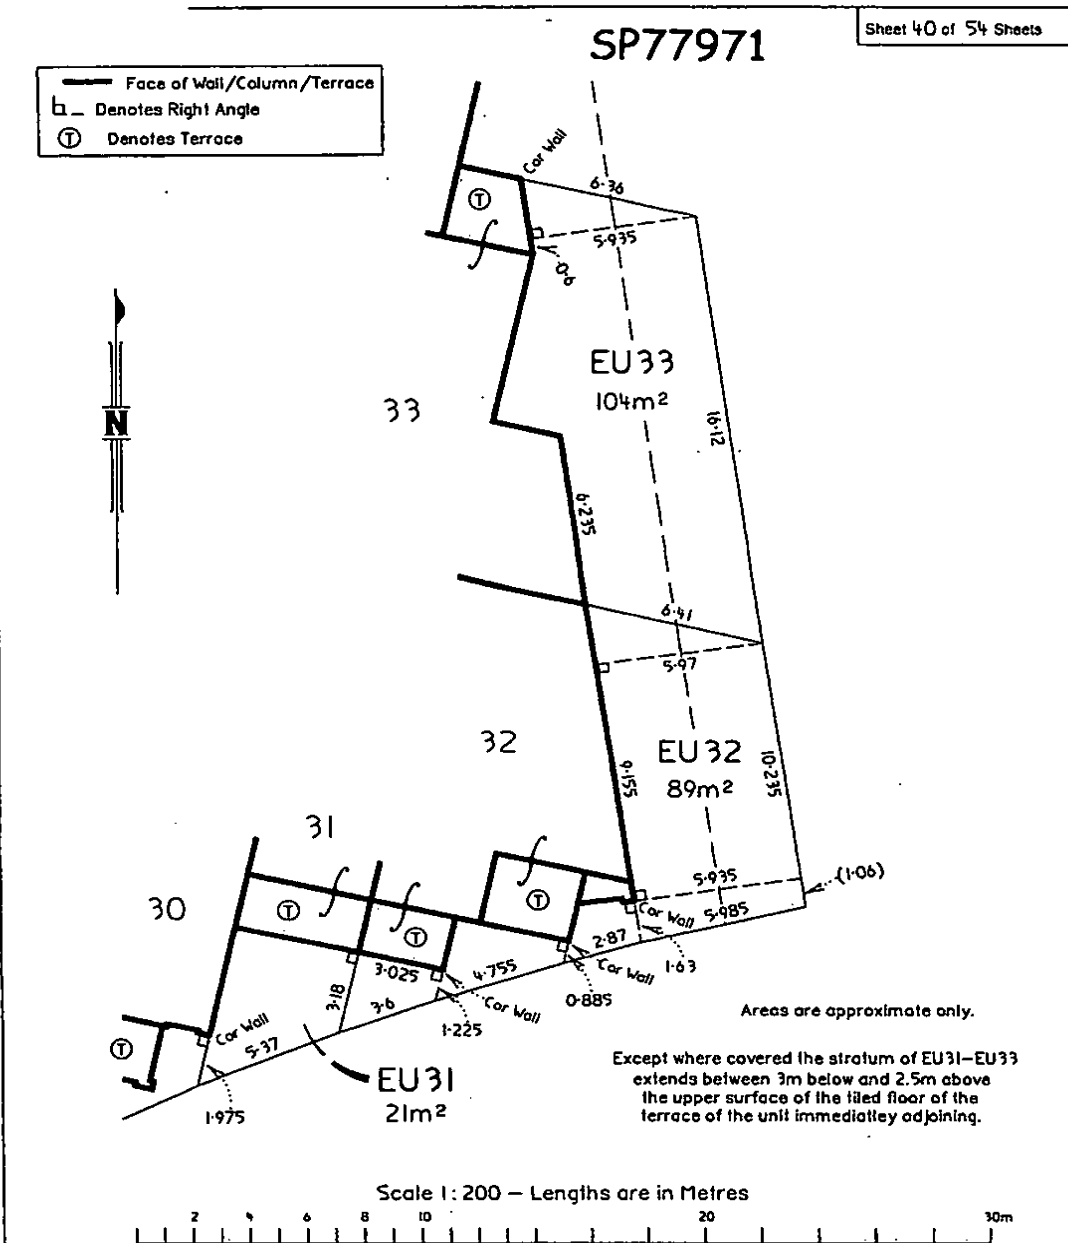 Sheet 40 of 54 Sheets
SP77971
Face of Wall/Column/Terrace
Denotes Right Angle
T Denotes Terrace
Cor Wall
6·36
T
5·935
0·6
EU33
104m²
33
16·12
N
6·235
6·41
5·97
32
EU32
89m²
9·155
10·235
31
5·935
(1·06)
30
T
T
T
Cor Wall
5·985
2·87
1·63
3·025
4·755
Cor Wall
0·885
3·18
3·6
Cor Wall
1·225
Cor Wall
5·37
T
1·975
EU31
21m²
Areas are approximate only.
Except where covered the stratum of EU31-EU33
extends between 3m below and 2.5m above
the upper surface of the tiled floor of the
terrace of the unit immediatley adjoining.
Scale 1:200 – Lengths are in Metres
2 4 6 8 10 20 30m